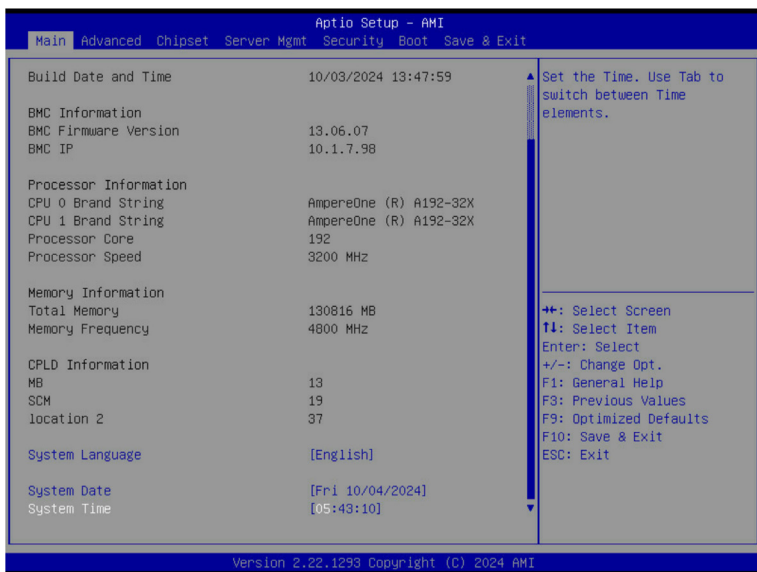 Aptio Setup - AMI
Main Advanced Chipset Server Mgmt Security Boot Save & Exit
Build Date and Time 10/03/2024 13:47:59
BMC Information
BMC Firmware Version 13.06.07
BMC IP 10.1.7.98
Processor Information
CPU 0 Brand String AmpereOne (R) A192-32X
CPU 1 Brand String AmpereOne (R) A192-32X
Processor Core 192
Processor Speed 3200 MHz
Memory Information
Total Memory 130816 MB
Memory Frequency 4800 MHz
CPLD Information
MB 13
SCM 19
location 2 37
System Language [English]
System Date [Fri 10/04/2024]
System Time [05:43:10]
Set the Time. Use Tab to
switch between Time
elements.
→←: Select Screen
↑↓: Select Item
Enter: Select
+/-: Change Opt.
F1: General Help
F3: Previous Values
F9: Optimized Defaults
F10: Save & Exit
ESC: Exit
Version 2.22.1293 Copyright (C) 2024 AMI